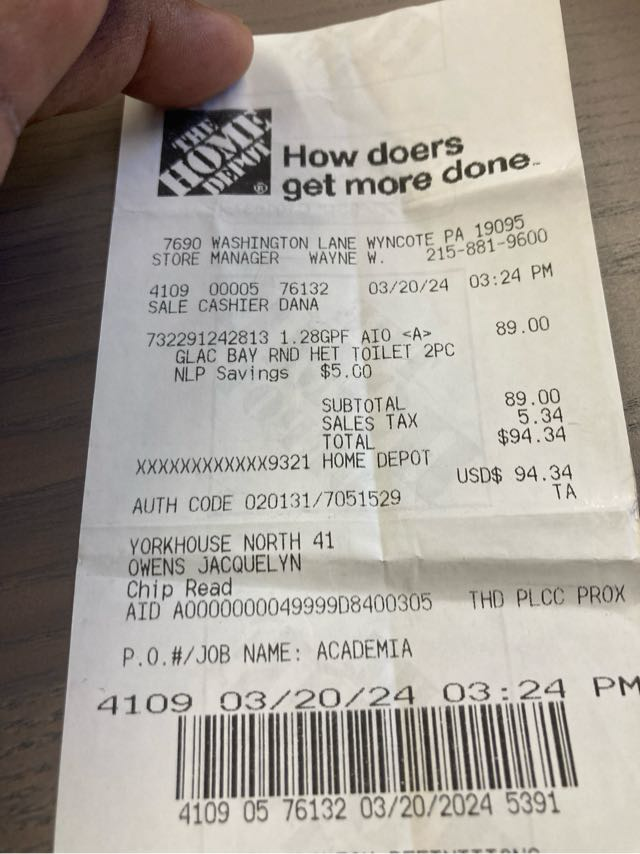 THE
HOME
DEPOT®
How doers
get more done™
7690 WASHINGTON LANE WYNCOTE PA 19095
STORE MANAGER WAYNE W. 215-881-9600
4109 00005 76132 03/20/24 03:24 PM
SALE CASHIER DANA
732291242813 1.28GPF AIO <A> 89.00
GLAC BAY RND HET TOILET 2PC
NLP Savings $5.00
SUBTOTAL 89.00
SALES TAX 5.34
TOTAL $94.34
XXXXXXXXXXXX9321 HOME DEPOT
USD$ 94.34
AUTH CODE 020131/7051529 TA
YORKHOUSE NORTH 41
OWENS JACQUELYN
Chip Read
AID A0000000049999D8400305 THD PLCC PROX
P.O.#/JOB NAME: ACADEMIA
4109 03/20/24 03:24 PM
4109 05 76132 03/20/2024 5391